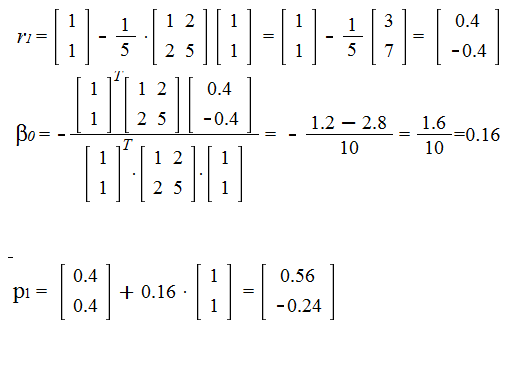 r1 = [1 1] - 1/5 · [1 2 2 5] [1 1] = [1 1] - 1/5 [3 7] = [0.4 -0.4]
β0 = - [1 1]^T [1 2 2 5] [0.4 -0.4] / [1 1]^T · [1 2 2 5] · [1 1] = - 1.2 - 2.8 / 10 = 1.6 / 10 =0.16
p1 = [0.4 0.4] + 0.16 · [1 1] = [0.56 -0.24]